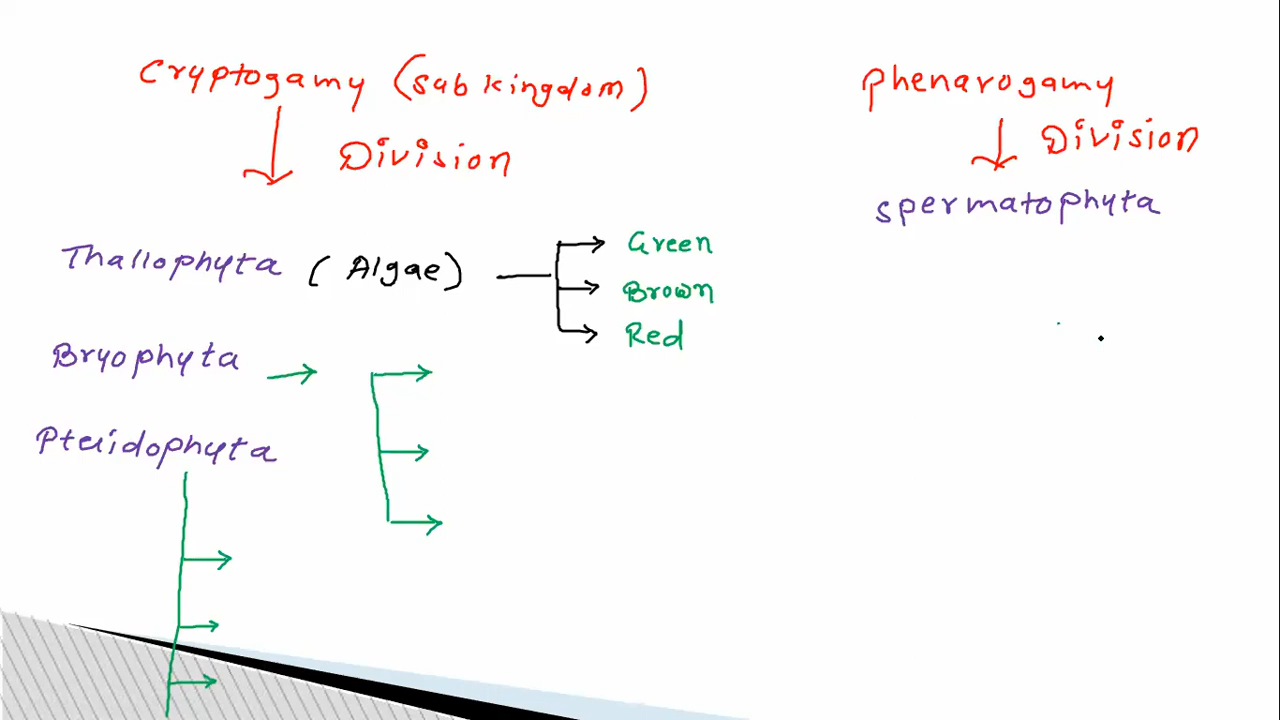 Cryptogamy (sub kingdom)
Division
Thallophyta (Algae)
Green
Brown
Red
Bryophyta
Pteridophyta
phenarogamy
Division
spermatophyta